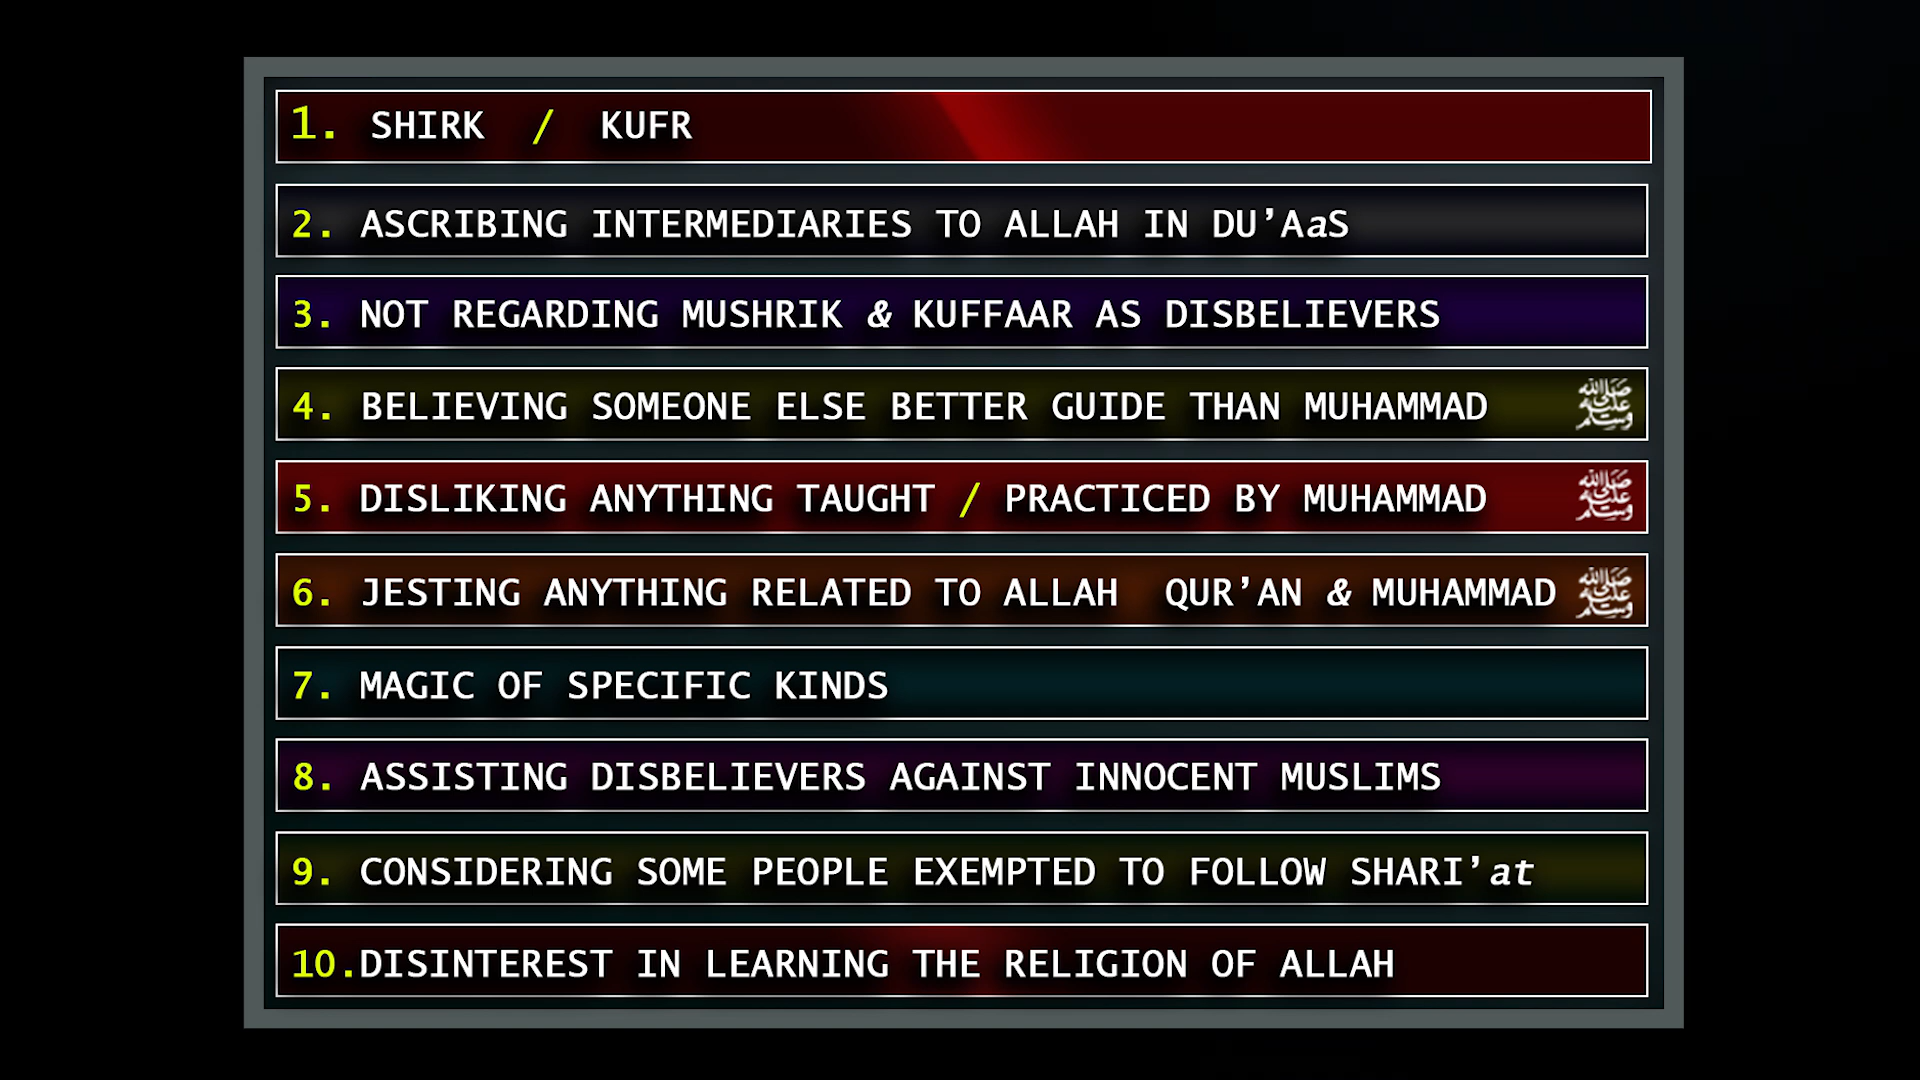 1. SHIRK / KUFR
2. ASCRIBING INTERMEDIARIES TO ALLAH IN DU’AaS
3. NOT REGARDING MUSHRIK & KUFFAAR AS DISBELIEVERS
4. BELIEVING SOMEONE ELSE BETTER GUIDE THAN MUHAMMAD صلى الله عليه وسلم
5. DISLIKING ANYTHING TAUGHT / PRACTICED BY MUHAMMAD صلى الله عليه وسلم
6. JESTING ANYTHING RELATED TO ALLAH QUR’AN & MUHAMMAD صلى الله عليه وسلم
7. MAGIC OF SPECIFIC KINDS
8. ASSISTING DISBELIEVERS AGAINST INNOCENT MUSLIMS
9. CONSIDERING SOME PEOPLE EXEMPTED TO FOLLOW SHARI’at
10.DISINTEREST IN LEARNING THE RELIGION OF ALLAH